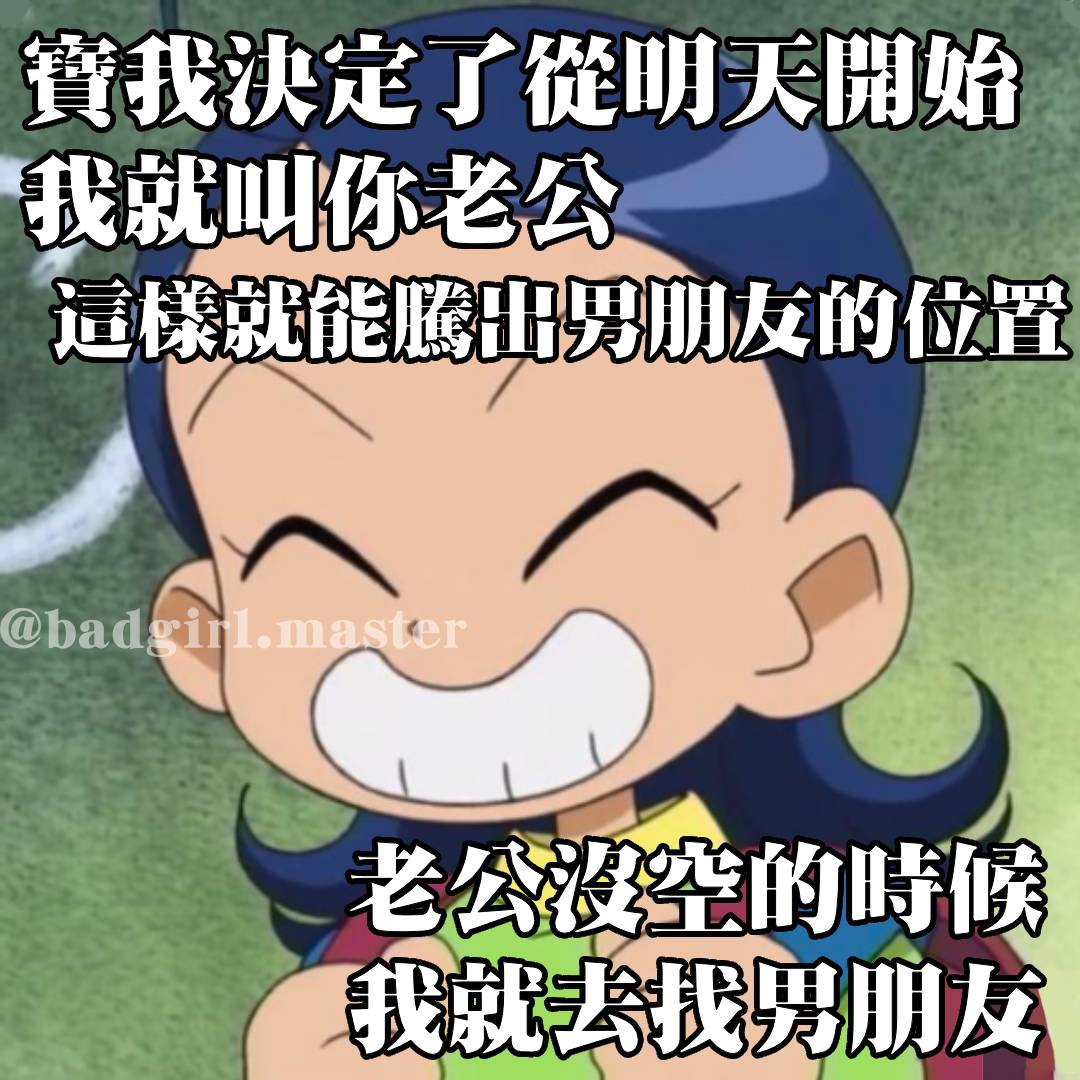 寶我決定了從明天開始
我就叫你老公
這樣就能騰出男朋友的位置
@badgirl.master
老公沒空的時候
我就去找男朋友